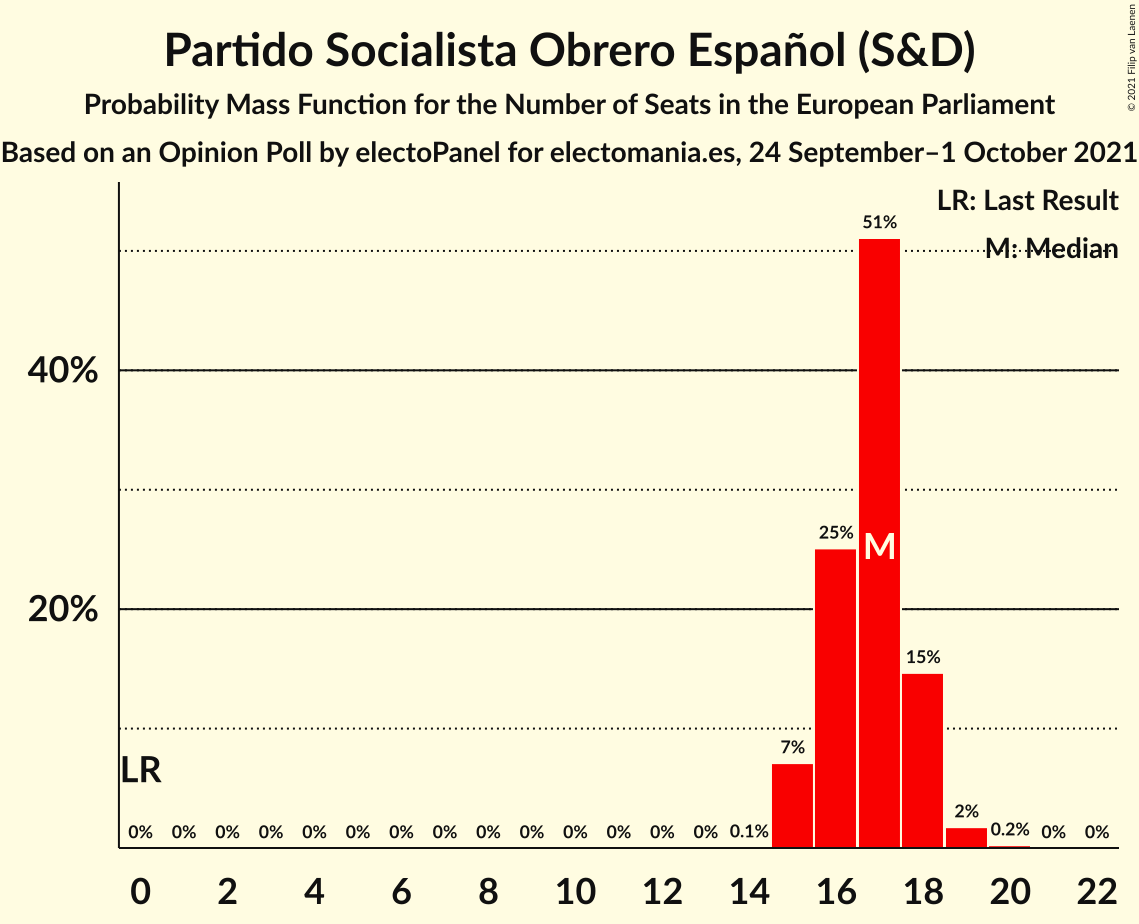 Partido Socialista Obrero Español (S&D)
Probability Mass Function for the Number of Seats in the European Parliament
Based on an Opinion Poll by electoPanel for electomania.es, 24 September–1 October 2021
© 2021 Filip van Laenen
LR: Last Result
M: Median
40%
20%
51%
25%
M
15%
7%
LR
2%
0% 0% 0% 0% 0% 0% 0% 0% 0% 0% 0% 0% 0% 0% 0.1% 0.2% 0% 0%
0 2 4 6 8 10 12 14 16 18 20 22